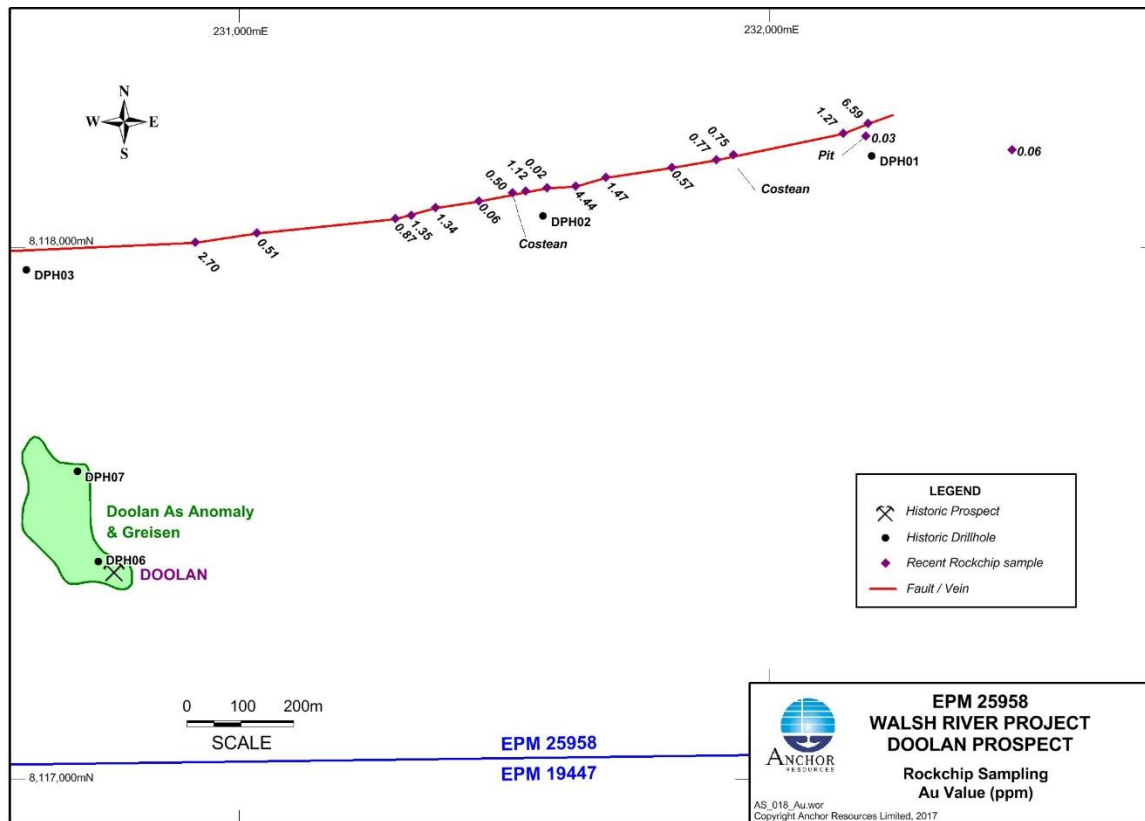 231,000mE
232,000mE
N
W E
S
6.59
1.27
0.03
Pit
DPH01
0.06
0.75
0.77
Costean
0.57
1.47
4.44
0.02
1.12
0.50
DPH02
Costean
0.06
1.34
1.35
0.87
0.51
2.70
8,118,000mN
DPH03
DPH07
Doolan As Anomaly
& Greisen
DPH06
DOOLAN
LEGEND
Historic Prospect
Historic Drillhole
Recent Rockchip sample
Fault / Vein
0 100 200m
SCALE
EPM 25958
EPM 19447
8,117,000mN
ANCHOR
RESOURCES
EPM 25958
WALSH RIVER PROJECT
DOOLAN PROSPECT
Rockchip Sampling
Au Value (ppm)
AS_018_Au.wor
Copyright Anchor Resources Limited, 2017